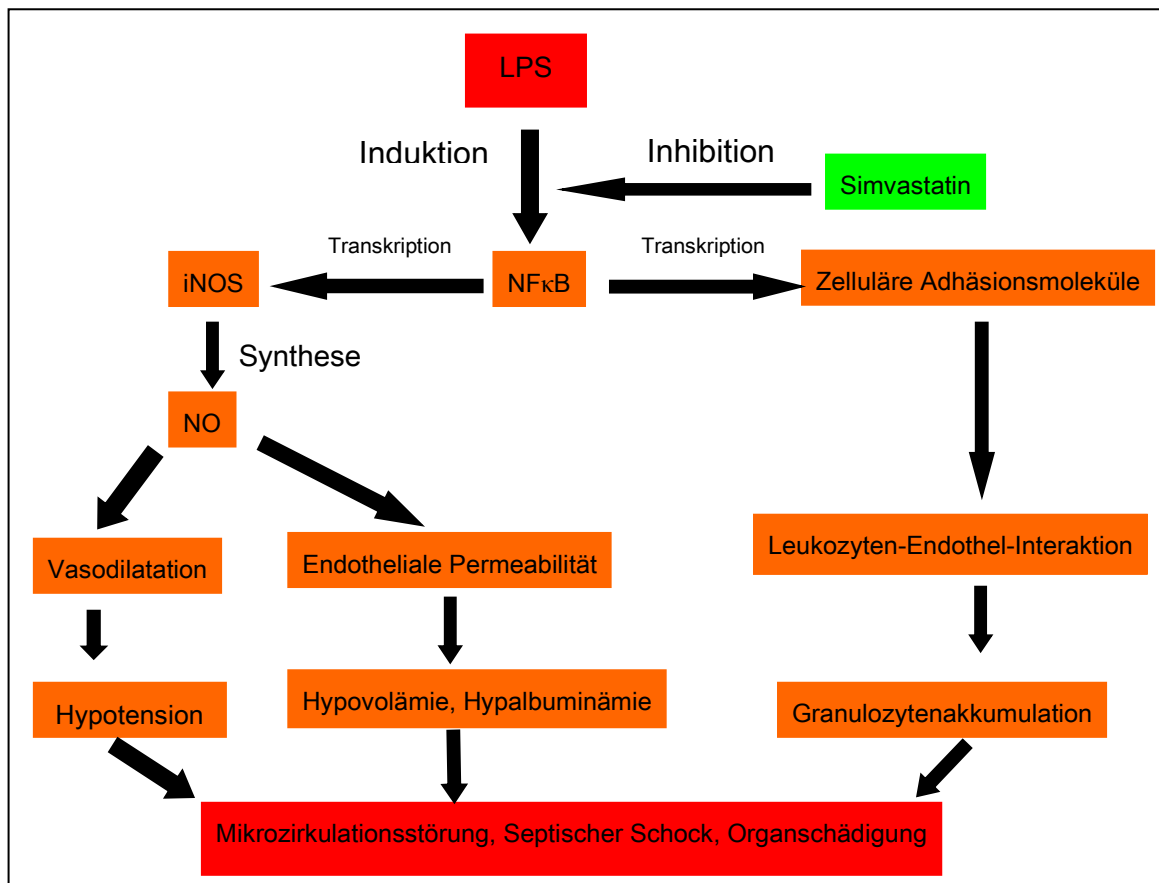 LPS
Induktion
Inhibition
Simvastatin
Transkription
Transkription
iNOS
NFκB
Zelluläre Adhäsionsmoleküle
Synthese
NO
Vasodilatation
Endotheliale Permeabilität
Leukozyten-Endothel-Interaktion
Hypotension
Hypovolämie, Hypalbuminämie
Granulozytenakkumulation
Mikrozirkulationsstörung, Septischer Schock, Organschädigung